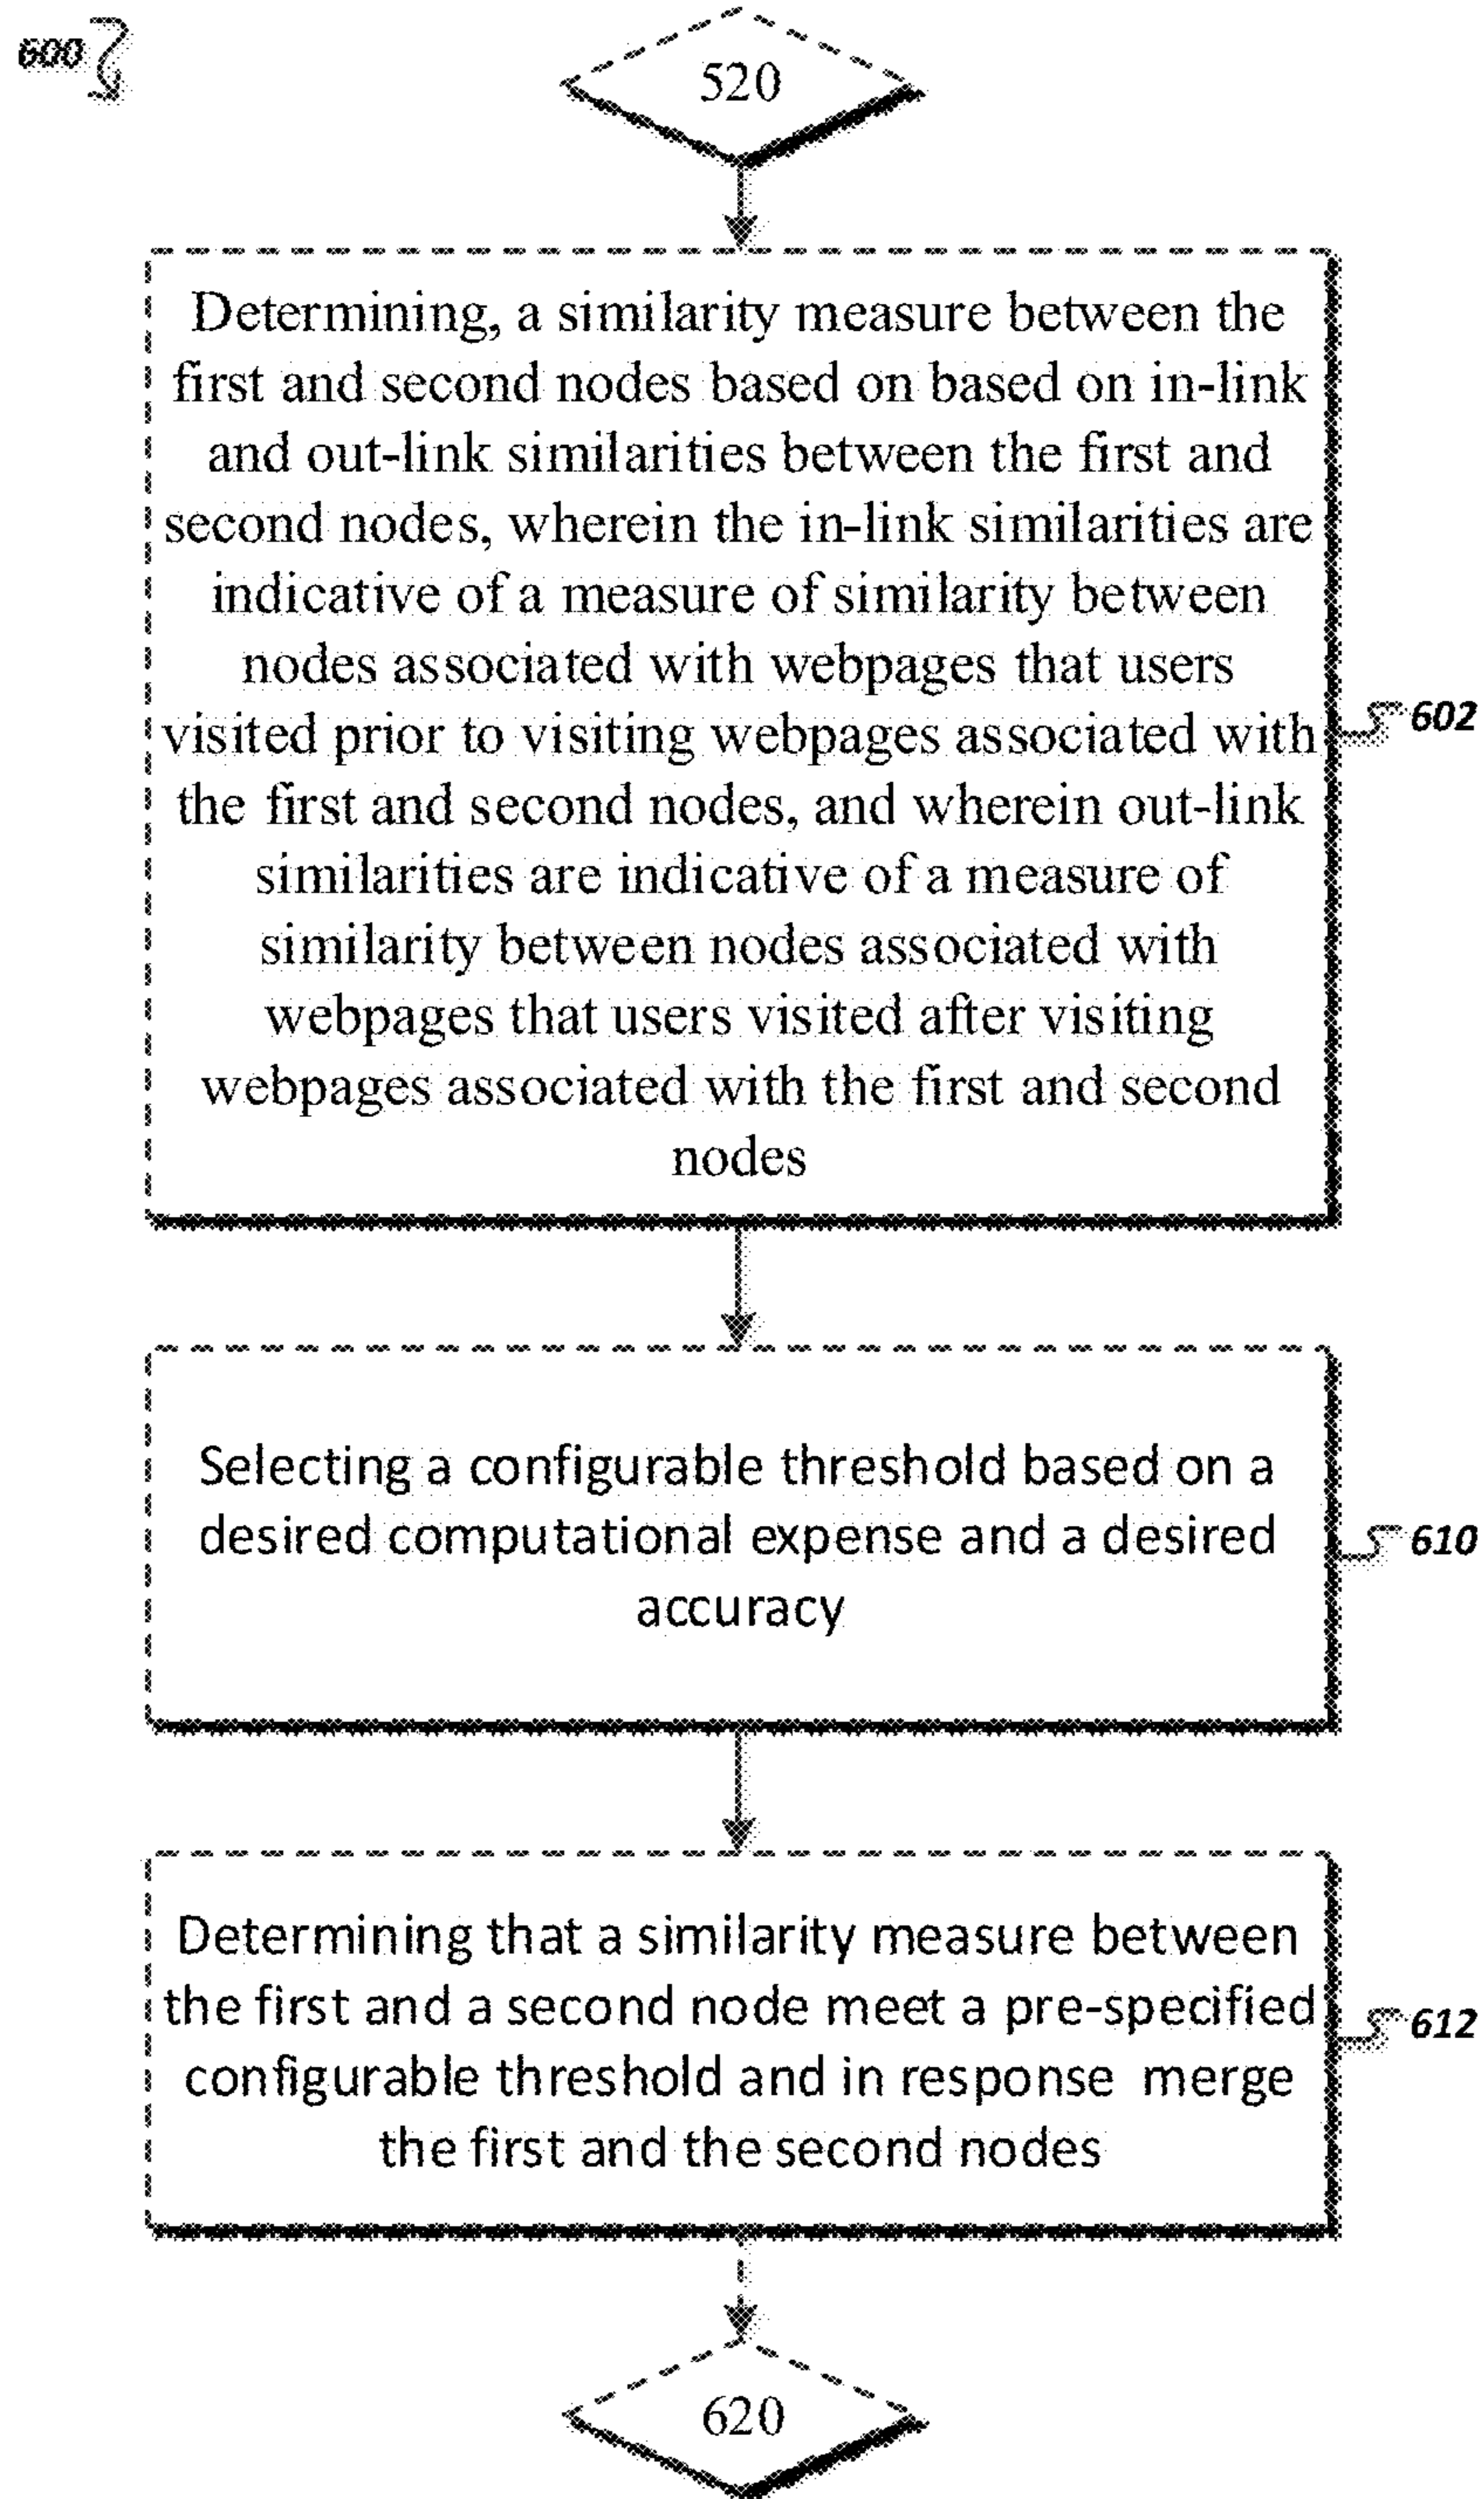 600
520
Determining, a similarity measure between the
first and second nodes based on based on in-link
and out-link similarities between the first and
second nodes, wherein the in-link similarities are
indicative of a measure of similarity between
nodes associated with webpages that users
visited prior to visiting webpages associated with
the first and second nodes, and wherein out-link
similarities are indicative of a measure of
similarity between nodes associated with
webpages that users visited after visiting
webpages associated with the first and second
nodes
602
Selecting a configurable threshold based on a
desired computational expense and a desired
accuracy
610
Determining that a similarity measure between
the first and a second node meet a pre-specified
configurable threshold and in response merge
the first and the second nodes
612
620